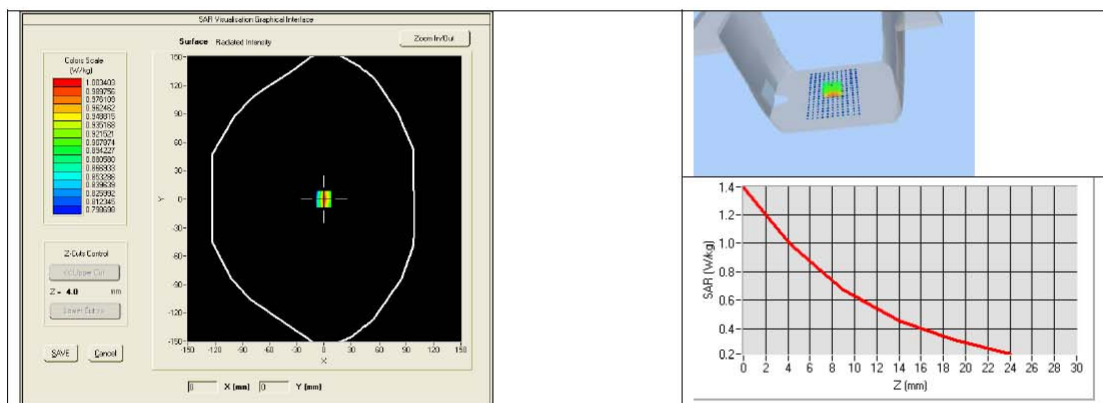 SAR Visualisation Graphical Interface
Surface Radiated Intensity
Zoom In/Out
Colors Scale
(W/kg)
1.003403
0.989756
0.976109
0.962462
0.948815
0.935168
0.921521
0.907874
0.894227
0.880580
0.866933
0.853286
0.839639
0.825992
0.812345
0.798698
Z-Cuts Control
Z = 4.0 mm
SAVE
Cancel
150
120
90
60
30
0
-30
-60
-90
-120
-150
Y
-150 -120 -90 -60 -30 0 30 60 90 120 150
X
0 X (mm) 0 Y (mm)
1.4
1.2
1.0
0.8
0.6
0.4
0.2
SAR (W/kg)
0 2 4 6 8 10 12 14 16 18 20 22 24 26 28 30
Z (mm)